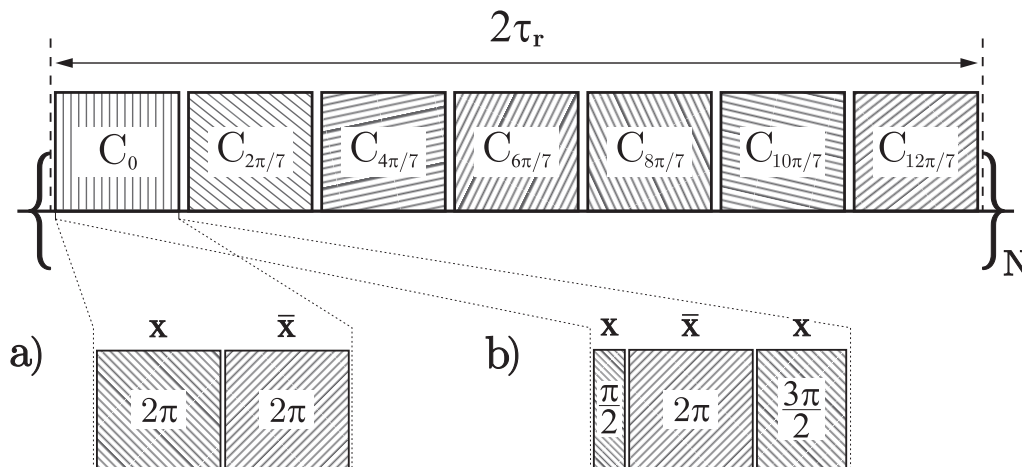 2τr
C0 C2π/7 C4π/7 C6π/7 C8π/7 C10π/7 C12π/7
N
a) x x̄
2π 2π
b) x x̄ x
π/2 2π 3π/2